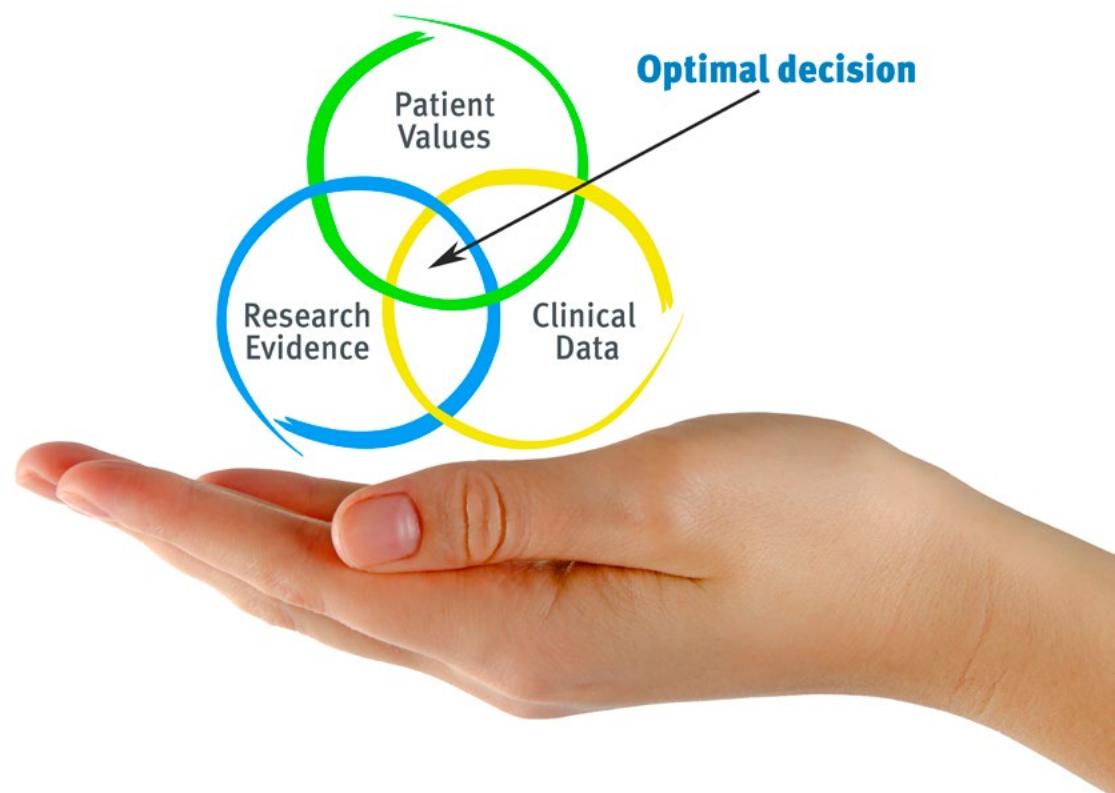 Optimal decision
Patient
Values
Research
Evidence
Clinical
Data